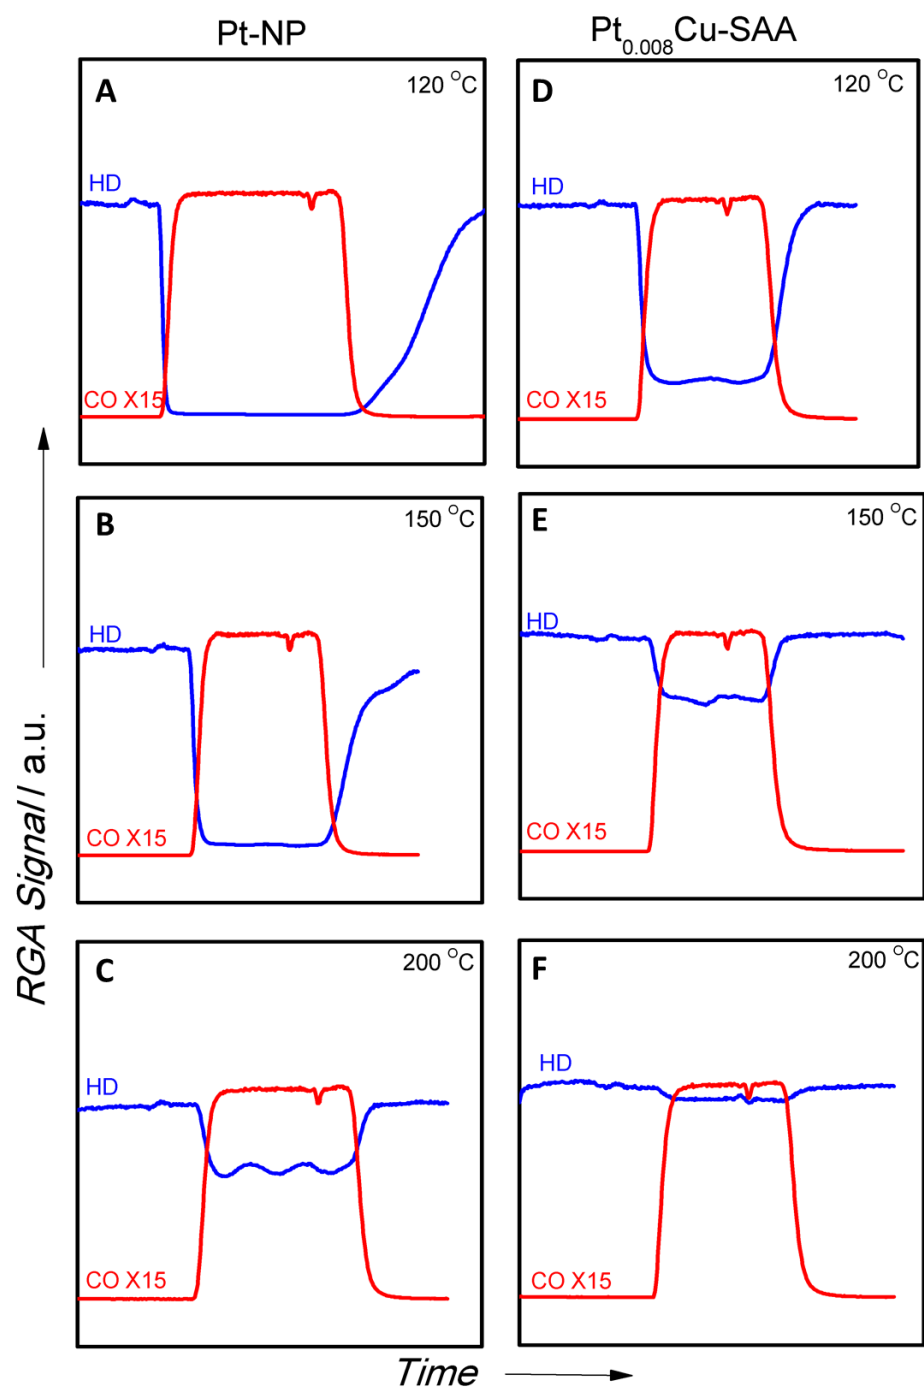 Pt-NP
Pt0.008Cu-SAA
A
120 °C
HD
CO X15
D
120 °C
HD
CO X15
B
150 °C
HD
CO X15
E
150 °C
HD
CO X15
C
200 °C
HD
CO X15
F
200 °C
HD
CO X15
RGA Signal / a.u.
Time